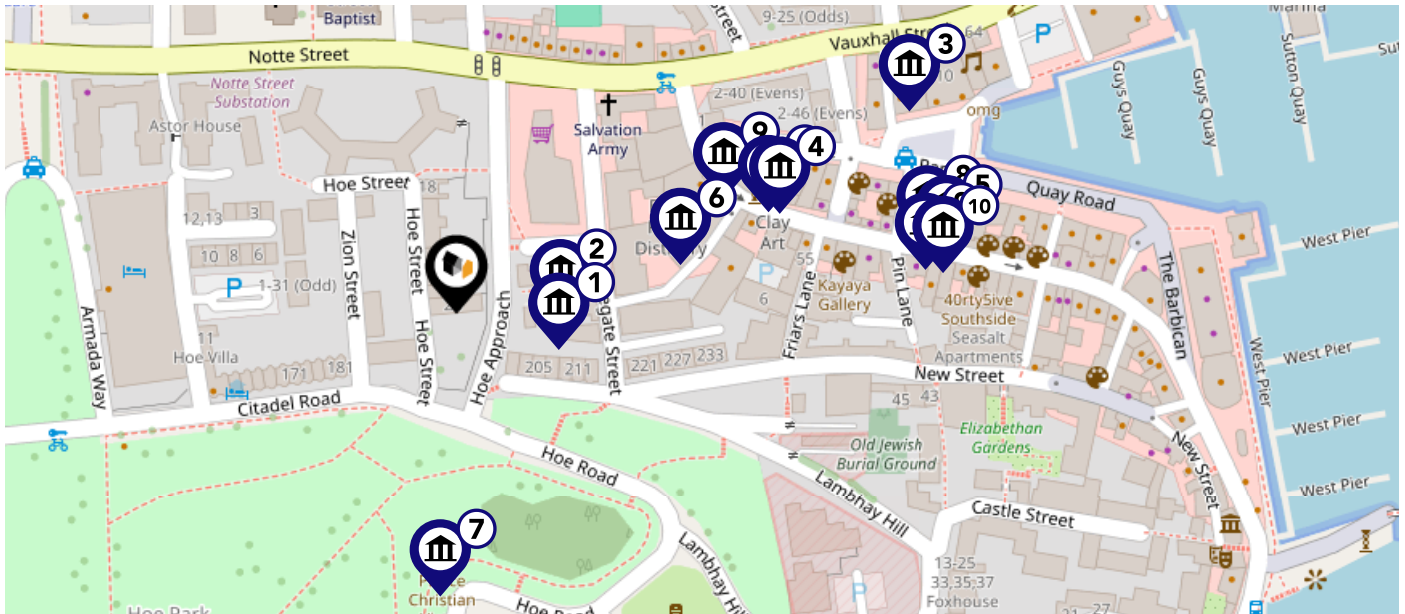 Baptist
Street
9-25 (Odds)
Marina
Notte Street
Vauxhall
3
64
P
10
Sutton Quay
Guys Quay
Guys Quay
Notte Street
Substation
2-40 (Evens)
2-46 (Evens)
omg
Astor House
Salvation
Army
1
9
4
8
5
10
Quay Road
Hoe Street
18
6
12,13
3
Clay
Art
West Pier
10 8 6
Zion Street
Hoe Street
2
1
P
1-31 (Odd)
P
55
6
Kayaya
Gallery
Pin Lane
Friars Lane
40rty5ive
Southside
Seasalt
Apartments
The Barbican
Armada Way
11
Hoe Villa
Hoe Street
Hoe Approach
171
181
205 211
221 227 233
New Street
West Pier
West Pier
Citadel Road
45
43
Elizabethan
Gardens
Old Jewish
Burial Ground
New Street
West Pier
Hoe Road
Lambhay Hill
Castle Street
West Pier
7
Christian
Lambhay Hill
P
13-25
33,35,37
Foxhouse
Hoe Park
Hoe Road
21
27